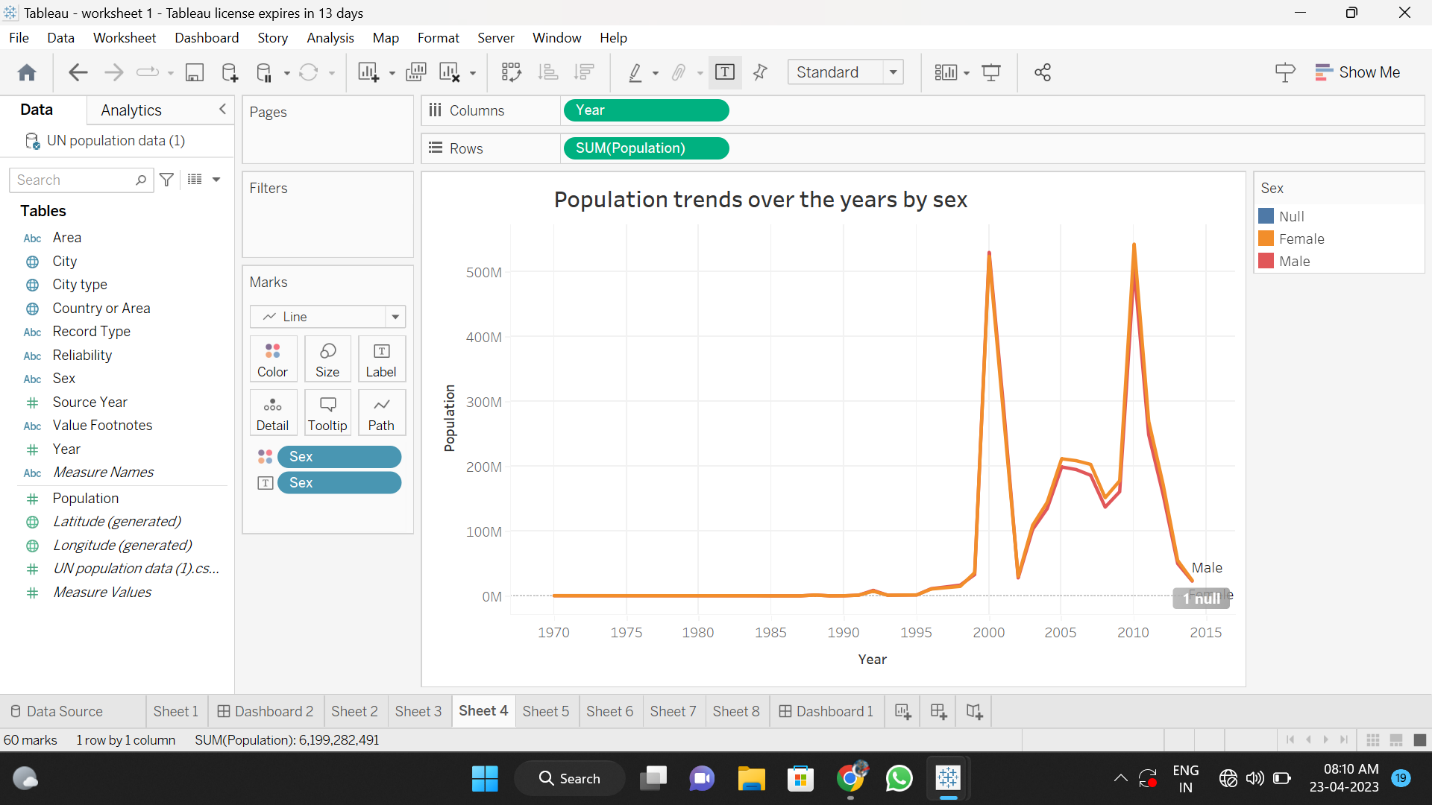 Tableau - worksheet 1 - Tableau license expires in 13 days
File Data Worksheet Dashboard Story Analysis Map Format Server Window Help
Standard
Show Me
Data Analytics
UN population data (1)
Search
Tables
Abc Area
City
City type
Country or Area
Abc Record Type
Abc Reliability
Abc Sex
Source Year
Abc Value Footnotes
Year
Abc Measure Names
Population
Latitude (generated)
Longitude (generated)
UN population data (1).cs...
Measure Values
Pages
Filters
Marks
Line
Color Size Label
Detail Tooltip Path
Sex
Sex
Columns Year
Rows SUM(Population)
Population trends over the years by sex
Population
500M
400M
300M
200M
100M
0M
Male
Female
1 null
1970 1975 1980 1985 1990 1995 2000 2005 2010 2015
Year
Sex
Null
Female
Male
Data Source Sheet 1 Dashboard 2 Sheet 2 Sheet 3 Sheet 4 Sheet 5 Sheet 6 Sheet 7 Sheet 8 Dashboard 1
60 marks 1 row by 1 column SUM(Population): 6,199,282,491
Search
ENG
IN
08:10 AM
23-04-2023
19